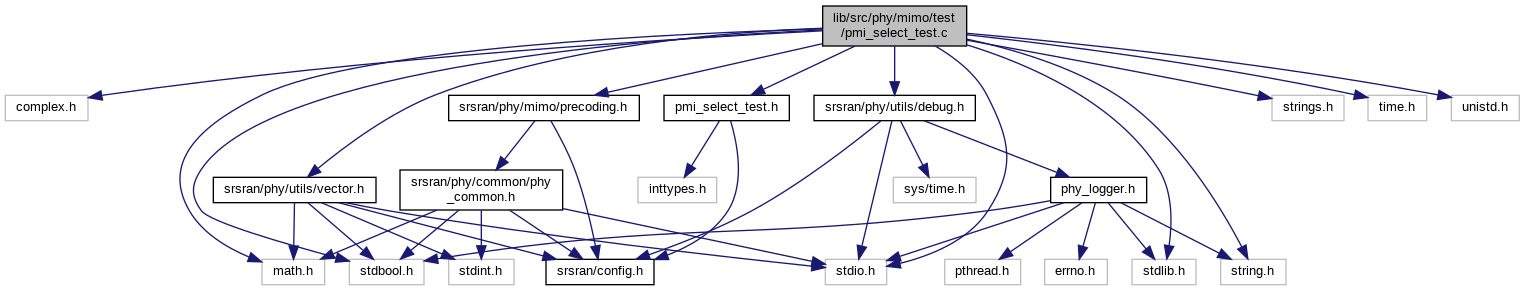 lib/src/phy/mimo/test
/pmi_select_test.c
complex.h
srsran/phy/mimo/precoding.h
pmi_select_test.h
srsran/phy/utils/debug.h
strings.h
time.h
unistd.h
srsran/phy/utils/vector.h
srsran/phy/common/phy
_common.h
inttypes.h
sys/time.h
phy_logger.h
math.h
stdbool.h
stdint.h
srsran/config.h
stdio.h
pthread.h
errno.h
stdlib.h
string.h